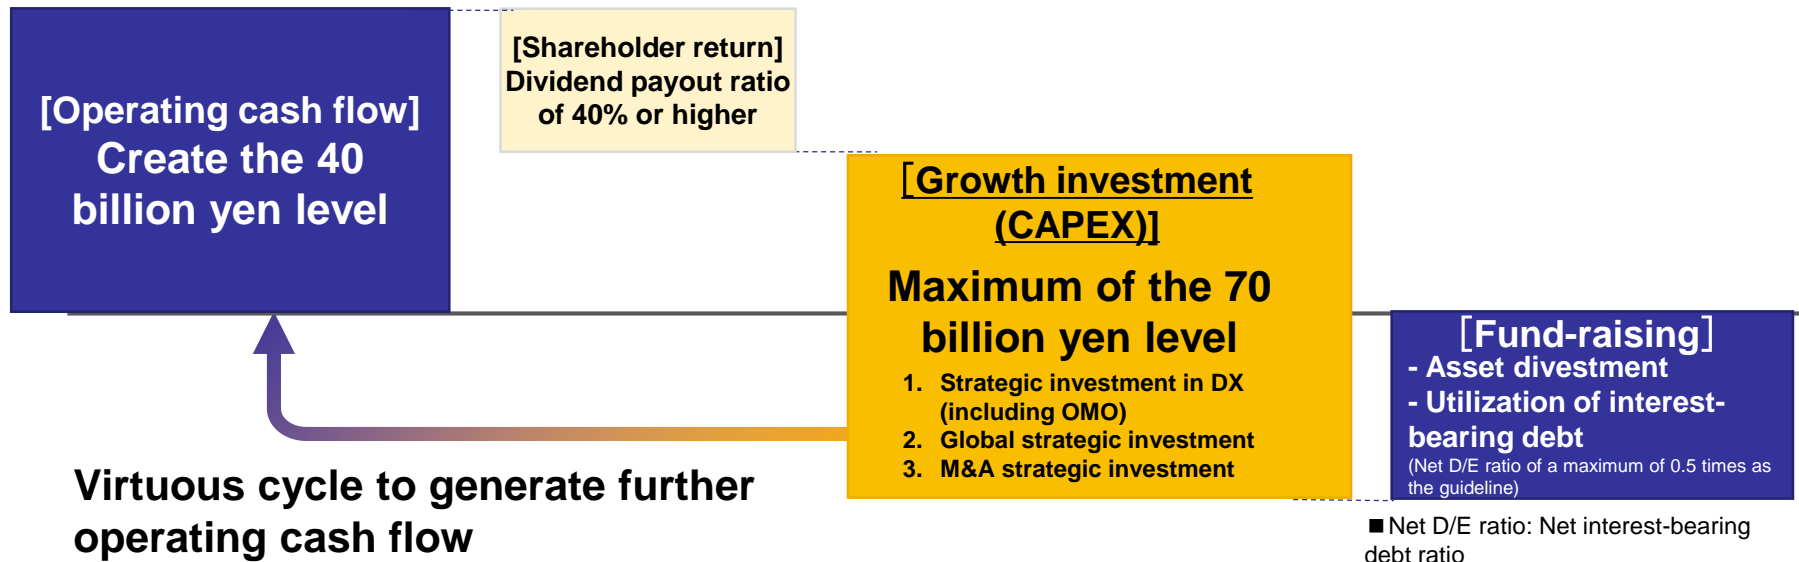 [Operating cash flow]
Create the 40
billion yen level
[Shareholder return]
Dividend payout ratio
of 40% or higher
[Growth investment
(CAPEX)]
Maximum of the 70
billion yen level
1. Strategic investment in DX
(including OMO)
2. Global strategic investment
3. M&A strategic investment
[Fund-raising]
- Asset divestment
- Utilization of interest-
bearing debt
(Net D/E ratio of a maximum of 0.5 times as
the guideline)
Virtuous cycle to generate further
operating cash flow
■Net D/E ratio: Net interest-bearing
debt ratio